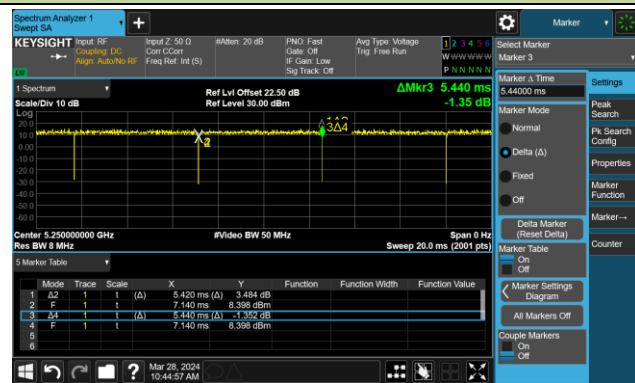 Spectrum Analyzer 1
Swept SA
Marker
KEYSIGHT
Input: RF
Coupling: DC
Align: Auto/No RF
Input Z: 50 Ω
Corr CCorr
Freq Ref: Int (S)
#Atten: 20 dB
PNO: Fast
Gate: Off
IF Gain: Low
Sig Track: Off
Avg Type: Voltage
Trig: Free Run
1 2 3 4 5 6
W W W W W W
P N N N N N
LV
1 Spectrum
Scale/Div 10 dB
Ref Lvl Offset 22.50 dB
Ref Level 30.00 dBm
ΔMkr3 5.440 ms
-1.35 dB
Log
20.0
10.0
0.00
-10.0
-20.0
-30.0
-40.0
-50.0
-60.0
3Δ4
Center 5.250000000 GHz
Res BW 8 MHz
#Video BW 50 MHz
Span 0 Hz
Sweep 20.0 ms (2001 pts)
5 Marker Table
Mode Trace Scale X Y Function Function Width Function Value
1 Δ2 1 t (Δ) 5.420 ms (Δ) 3.484 dB
2 F 1 t 7.140 ms 8.398 dBm
3 Δ4 1 t (Δ) 5.440 ms (Δ) -1.352 dB
4 F 1 t 7.140 ms 8.398 dBm
5
6
Select Marker
Marker 3
Marker Δ Time
5.44000 ms
Marker Mode
Normal
Delta (Δ)
Fixed
Off
Delta Marker
(Reset Delta)
Marker Table
On
Off
Marker Settings
Diagram
All Markers Off
Couple Markers
On
Off
Settings
Peak
Search
Pk Search
Config
Properties
Marker
Function
Marker→
Counter
?
Mar 28, 2024
10:44:57 AM